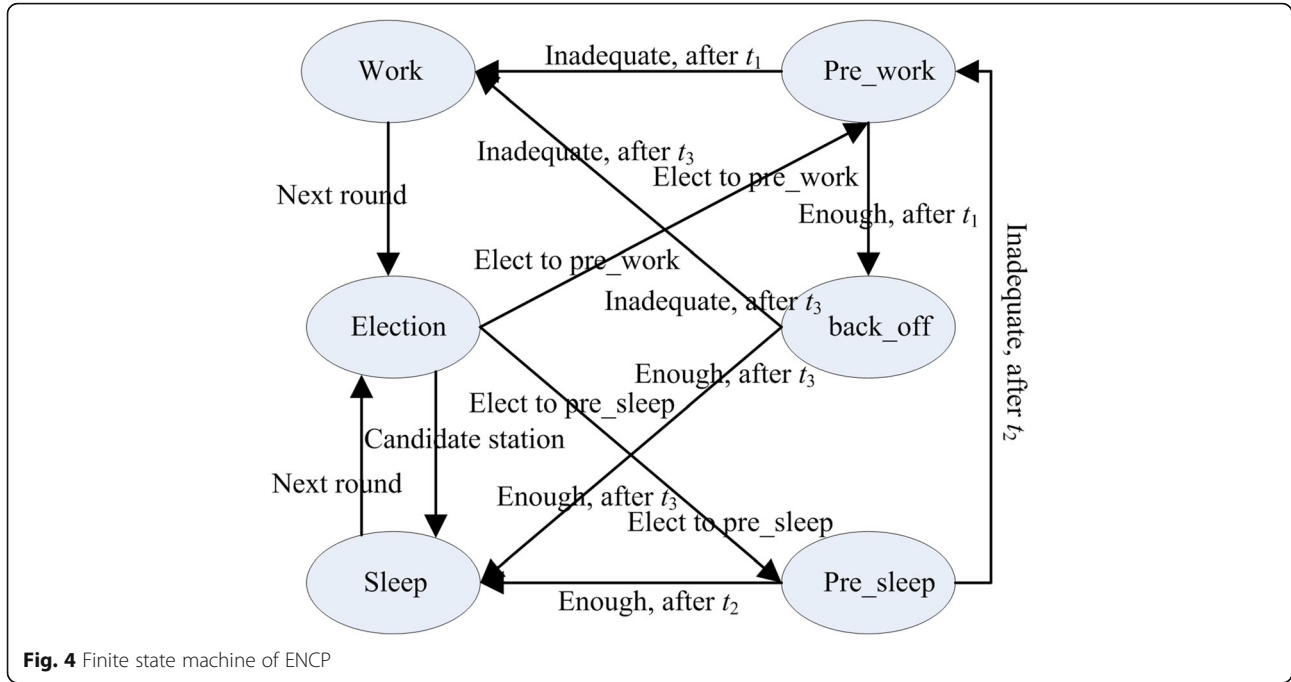 Inadequate, after t1
Work
Pre_work
Inadequate, after t3
Elect to pre_work
Next round
Enough, after t1
Elect to pre_work
Inadequate, after t2
Inadequate, after t3
Election
back_off
Enough, after t3
Elect to pre_sleep
Candidate station
Next round
Enough, after t3
Elect to pre_sleep
Sleep
Pre_sleep
Enough, after t2
Fig. 4 Finite state machine of ENCP